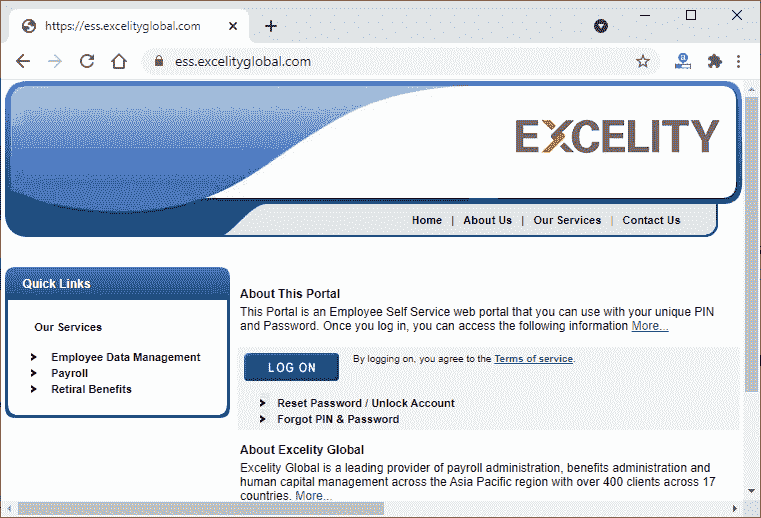 https://ess.excelityglobal.com
ess.excelityglobal.com
EXCELITY
Home | About Us | Our Services | Contact Us
Quick Links
Our Services
Employee Data Management
Payroll
Retiral Benefits
About This Portal
This Portal is an Employee Self Service web portal that you can use with your unique PIN
and Password. Once you log in, you can access the following information More...
LOG ON
By logging on, you agree to the Terms of service.
Reset Password / Unlock Account
Forgot PIN & Password
About Excelity Global
Excelity Global is a leading provider of payroll administration, benefits administration and
human capital management across the Asia Pacific region with over 400 clients across 17
countries. More...